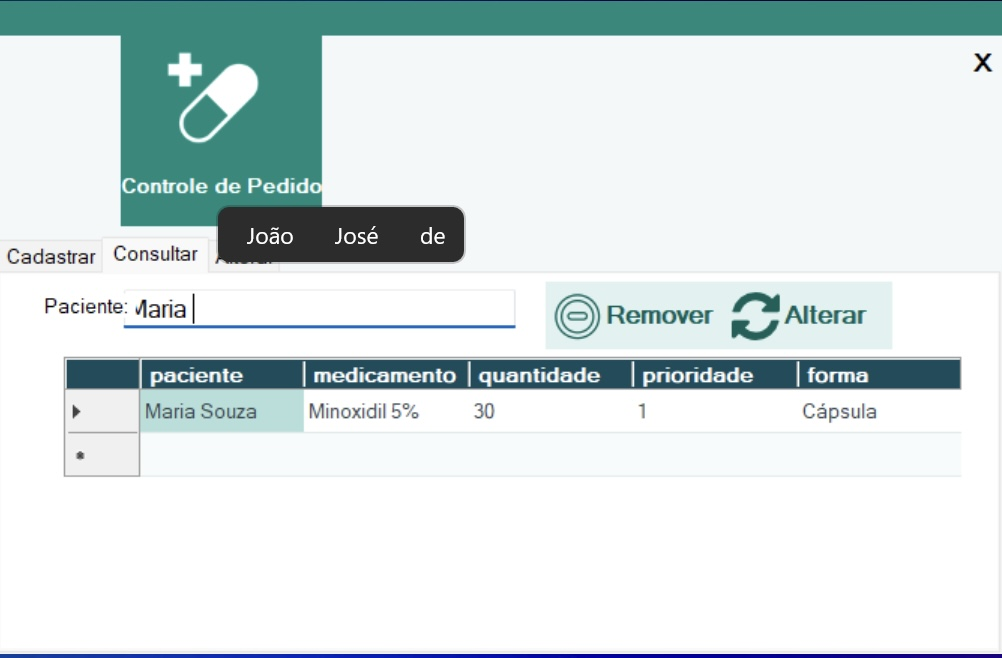 X
Controle de Pedido
João José de
Cadastrar Consultar Alterar
Paciente: Maria
Remover Alterar
paciente medicamento quantidade prioridade forma
Maria Souza Minoxidil 5% 30 1 Cápsula